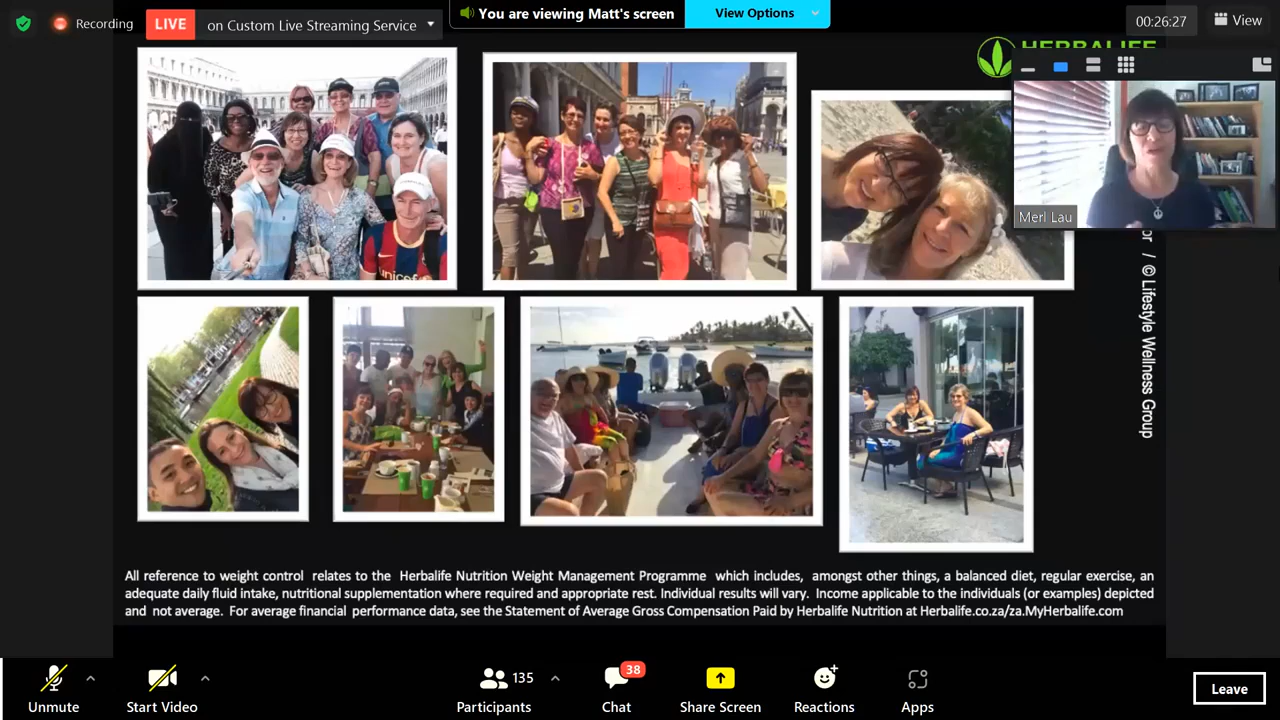 Recording
LIVE on Custom Live Streaming Service
You are viewing Matt's screen
View Options
00:26:27
View
HERBALIFE
Merl Lau
/ © Lifestyle Wellness Group
unicef
All reference to weight control relates to the Herbalife Nutrition Weight Management Programme which includes, amongst other things, a balanced diet, regular exercise, an
adequate daily fluid intake, nutritional supplementation where required and appropriate rest. Individual results will vary. Income applicable to the individuals (or examples) depicted
and not average. For average financial performance data, see the Statement of Average Gross Compensation Paid by Herbalife Nutrition at Herbalife.co.za/za.MyHerbalife.com
Unmute
Start Video
135
Participants
38
Chat
Share Screen
Reactions
Apps
Leave